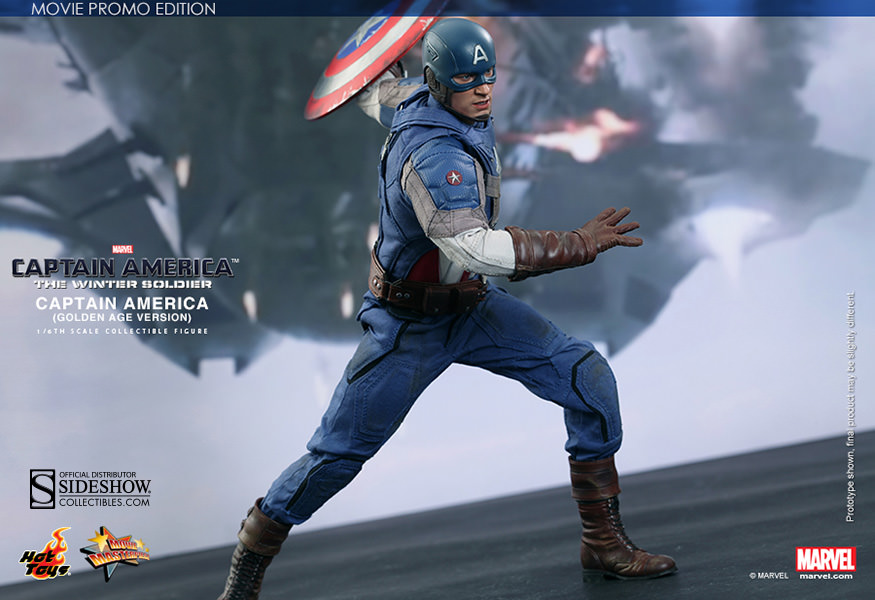 MOVIE PROMO EDITION
A
MARVEL
CAPTAIN AMERICA™
THE WINTER SOLDIER
CAPTAIN AMERICA
(GOLDEN AGE VERSION)
1/6TH SCALE COLLECTIBLE FIGURE
Prototype shown, final product may be slightly different.
S
OFFICIAL DISTRIBUTOR
SIDESHOW
COLLECTIBLES.COM
Hot Toys
MOVIE MASTERPIECE
© MARVEL
MARVEL
marvel.com